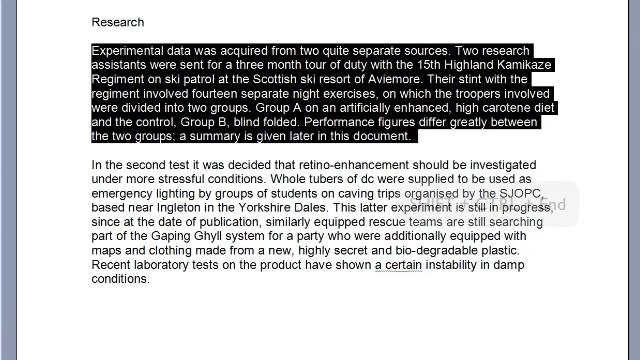 Research
Experimental data was acquired from two quite separate sources. Two research
assistants were sent for a three month tour of duty with the 15th Highland Kamikaze
Regiment on ski patrol at the Scottish ski resort of Aviemore. Their stint with the
regiment involved fourteen separate night exercises, on which the troopers involved
were divided into two groups. Group A on an artificially enhanced, high carotene diet
and the control, Group B, blind folded. Performance figures differ greatly between
the two groups; a summary is given later in this document.
In the second test it was decided that retino-enhancement should be investigated
under more stressful conditions. Whole tubers of dc were supplied to be used as
emergency lighting by groups of students on caving trips organised by the SJOPC,
based near Ingleton in the Yorkshire Dales. This latter experiment is still in progress,
since at the date of publication, similarly equipped rescue teams are still searching
part of the Gaping Ghyll system for a party who were additionally equipped with
maps and clothing made from a new, highly secret and bio-degradable plastic.
Recent laboratory tests on the product have shown a certain instability in damp
conditions.
SHIFT + CTRL + End